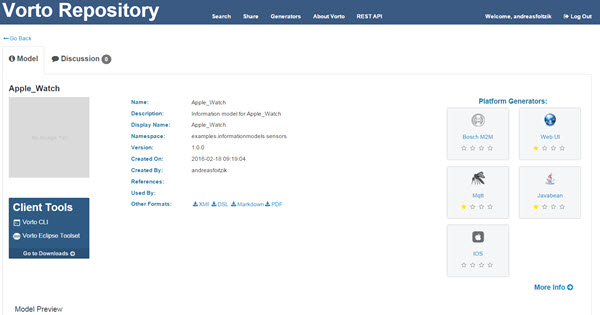 Vorto Repository
Search Share Generators About Vorto REST API Welcome, andreasfoitzik Log Out
Go Back
Model Discussion 0
Apple_Watch
No Image Yet
Name: Apple_Watch
Description: Information model for Apple_Watch
Display Name: Apple_Watch
Namespace: examples.informationmodels.sensors
Version: 1.0.0
Created On: 2016-02-18 09:19:04
Created By: andreasfoitzik
References:
Used By:
Other Formats: XMI DSL Markdown PDF
Client Tools
Vorto CLI
Vorto Eclipse Toolset
Go to Downloads
Platform Generators:
Bosch M2M
Web UI
Mqtt
Javabean
IOS
More Info
Model Preview